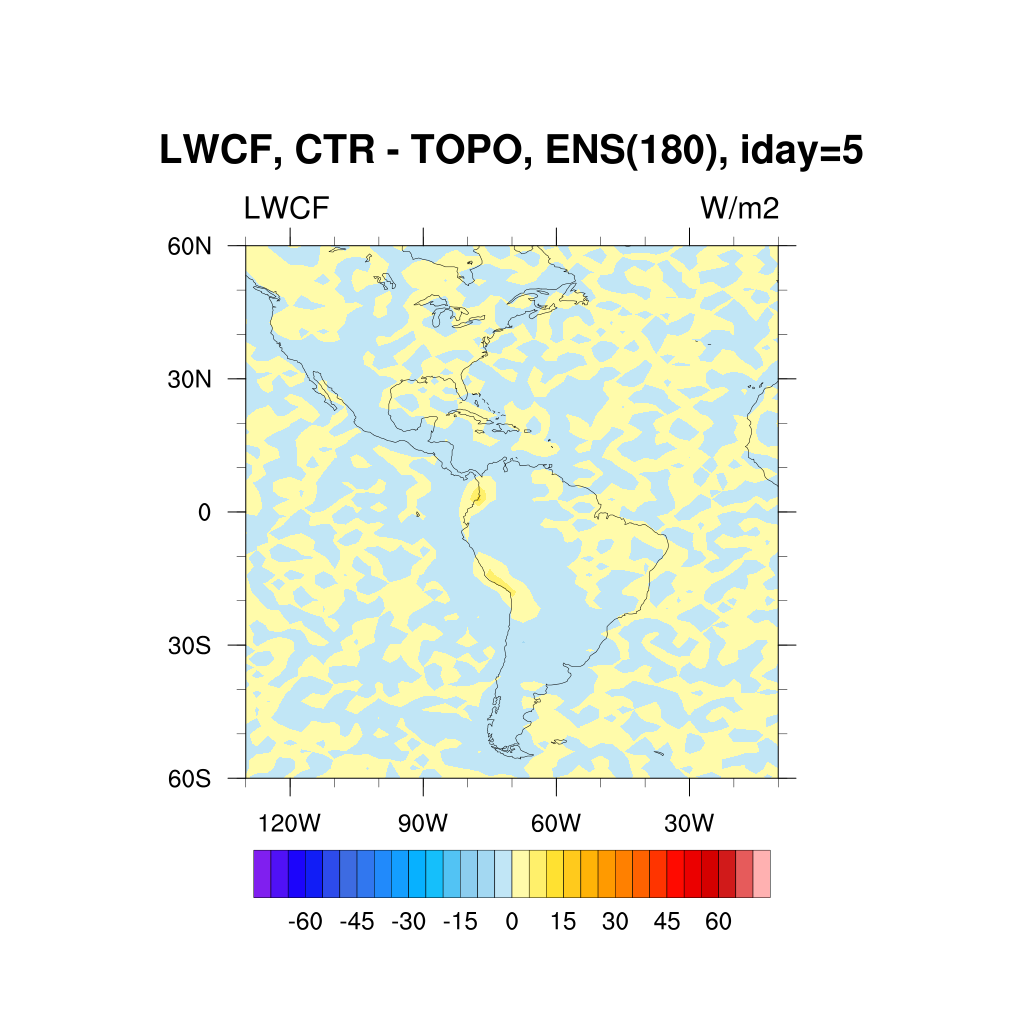 LWCF, CTR - TOPO, ENS(180), iday=5
LWCF W/m2
60N
30N
0
30S
60S
120W 90W 60W 30W
-60 -45 -30 -15 0 15 30 45 60